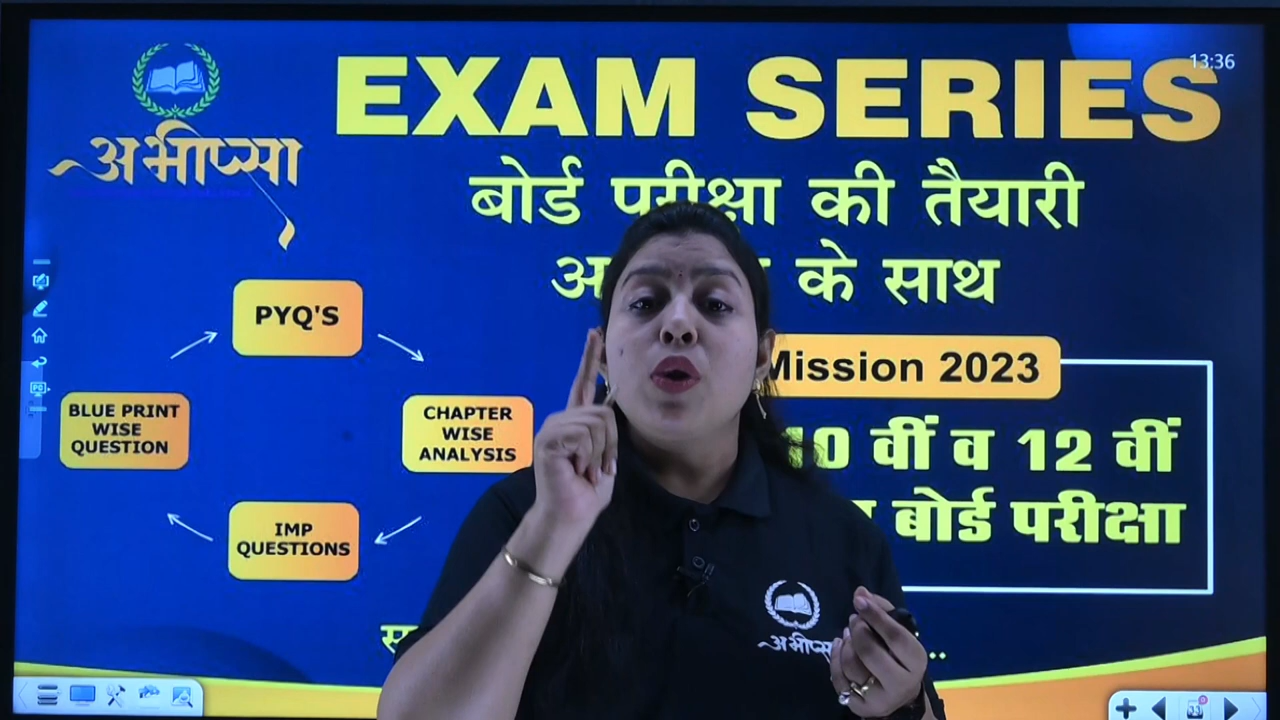 EXAM SERIES
13:36
अभीप्सा
बोर्ड परीक्षा की तैयारी
के साथ
PYQ'S
Mission 2023
BLUE PRINT
WISE
QUESTION
CHAPTER
WISE
ANALYSIS
10 वीं व 12 वीं
बोर्ड परीक्षा
IMP
QUESTIONS